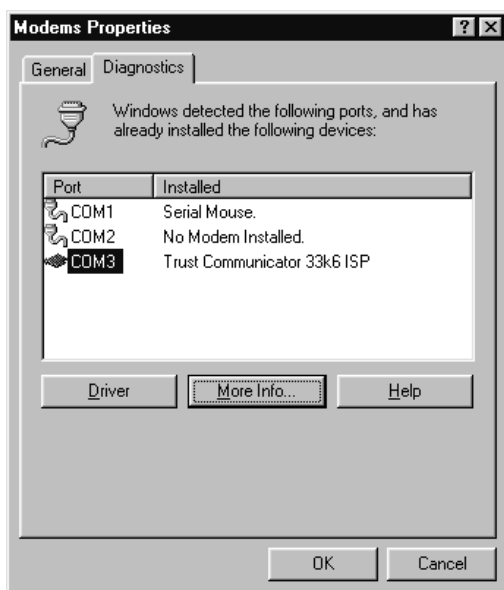 Modems Properties
General Diagnostics
Windows detected the following ports, and has
already installed the following devices:
Port Installed
COM1 Serial Mouse.
COM2 No Modem Installed.
COM3 Trust Communicator 33k6 ISP
Driver More Info... Help
OK Cancel